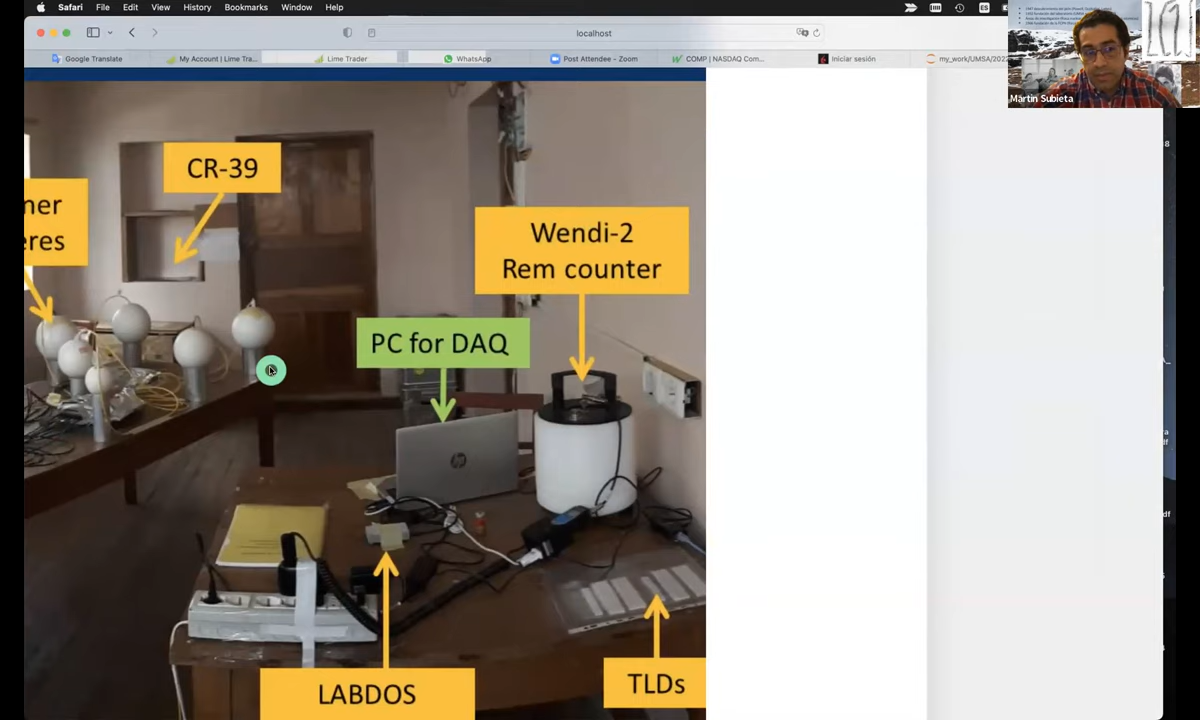 Safari File Edit View History Bookmarks Window Help
ES
localhost
Google Translate
My Account | Lime Tra...
Lime Trader
WhatsApp
Post Attendee - Zoom
COMP | NASDAQ Com...
Iniciar sesión
my_work/UMSA/202
Martin Subieta
CR-39
ner
eres
Wendi-2
Rem counter
PC for DAQ
LABDOS
TLDs